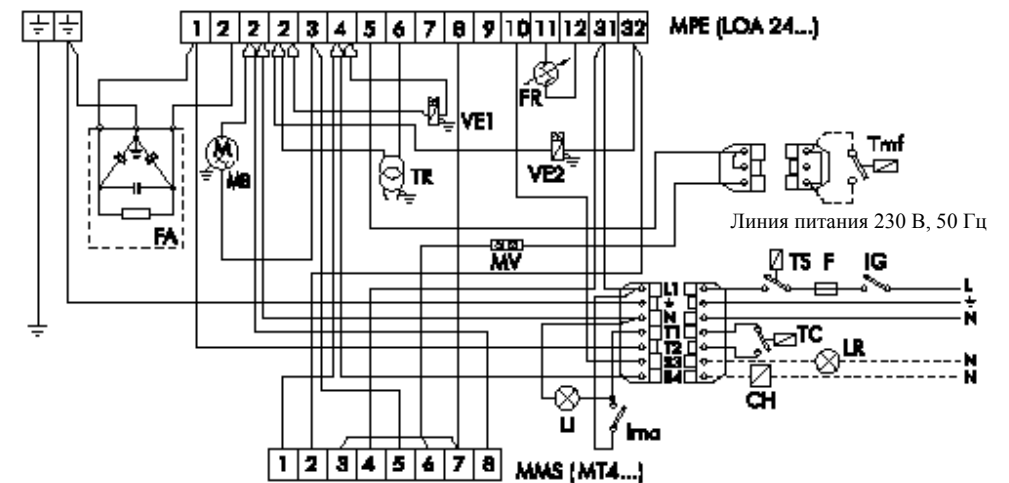 1 2 2 2 3 4 5 6 7 8 9 10 11 12 31 32 MPE (LOA 24...)
FR
VE1
Tmf
M
MB
TR
VE2
Линия питания 230 В, 50 Гц
FA
MV
TS F IG
L1 L
N N
T1
TC
T2
S3 LR N
B4 N
CH
LI
Ima
1 2 3 4 5 6 7 8 MMS (MT4...)